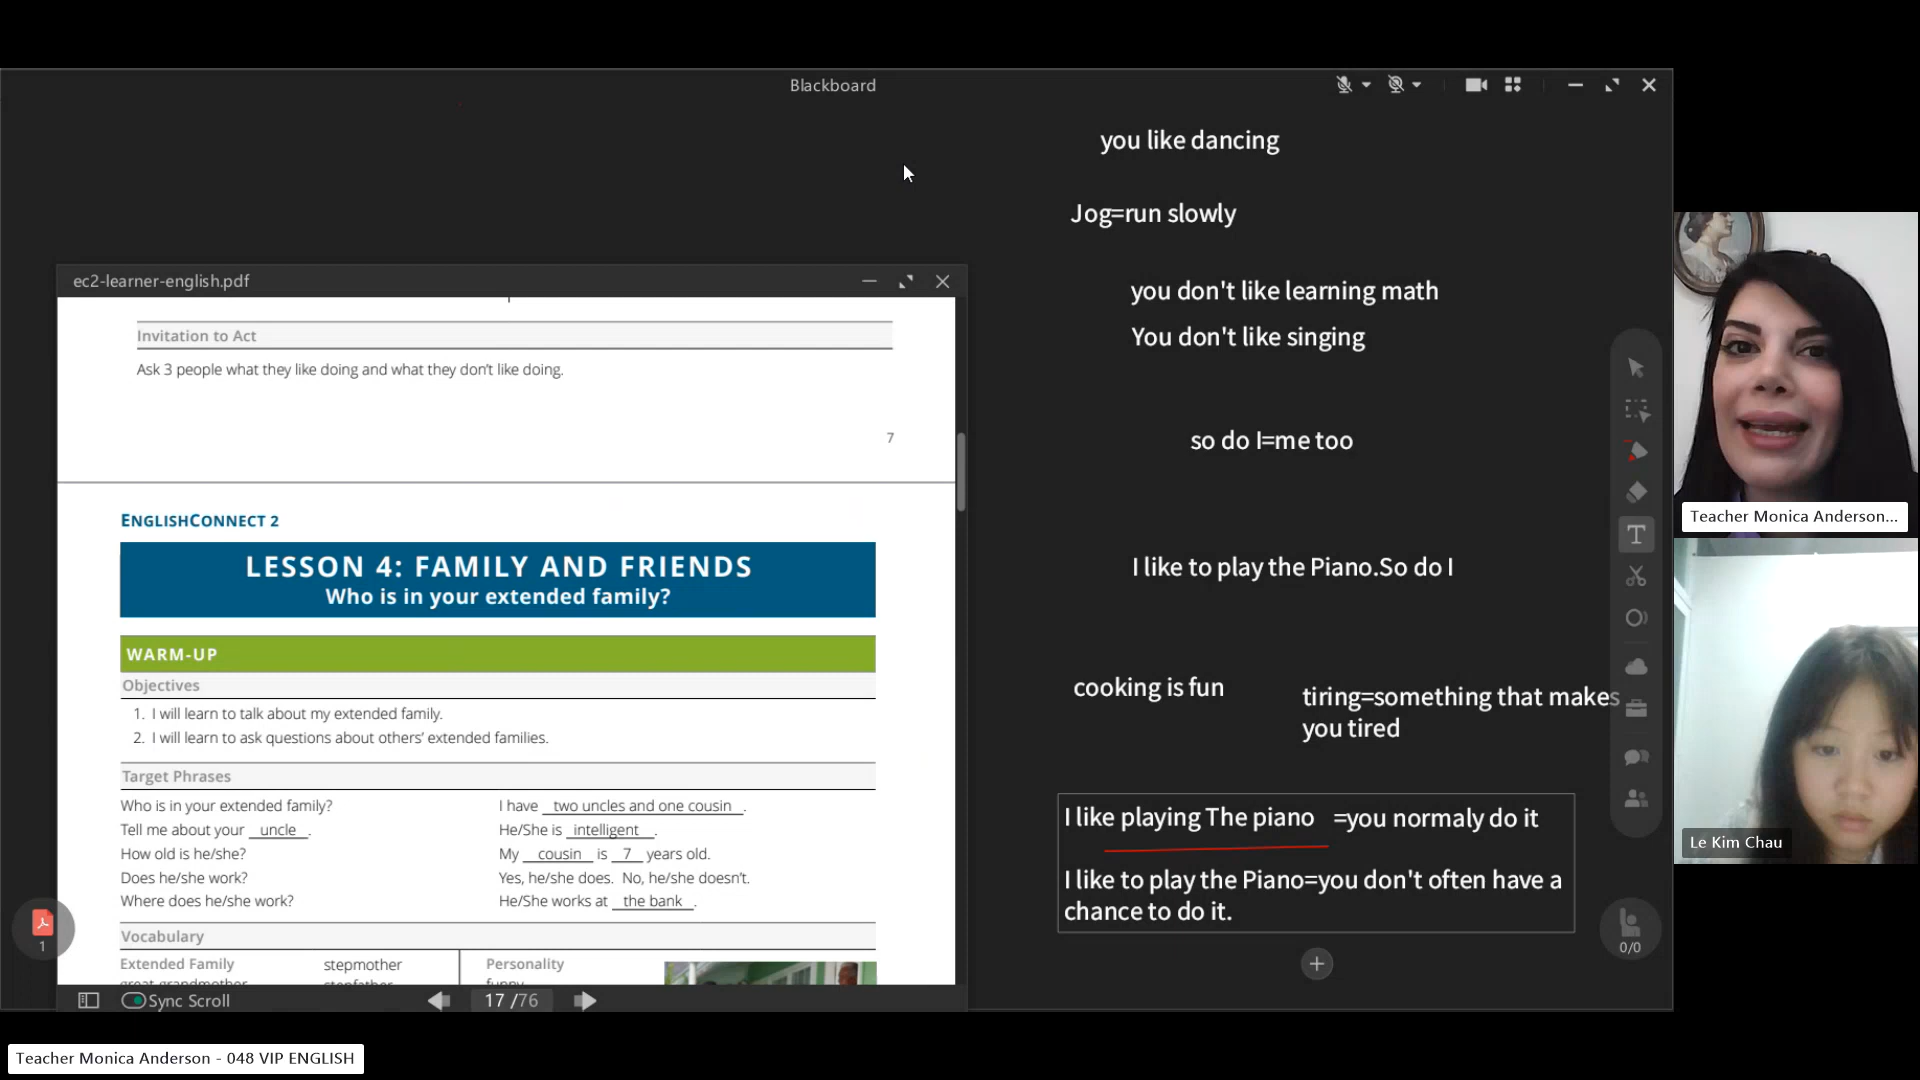 Blackboard
you like dancing
Jog=run slowly
you don't like learning math
You don't like singing
so do I=me too
I like to play the Piano.So do I
cooking is fun
tiring=something that makes
you tired
I like playing The piano =you normaly do it
I like to play the Piano=you don't often have a
chance to do it.
ec2-learner-english.pdf
Invitation to Act
Ask 3 people what they like doing and what they don't like doing.
7
ENGLISHCONNECT 2
LESSON 4: FAMILY AND FRIENDS
Who is in your extended family?
WARM-UP
Objectives
1. I will learn to talk about my extended family.
2. I will learn to ask questions about others' extended families.
Target Phrases
Who is in your extended family? I have two uncles and one cousin.
Tell me about your uncle. He/She is intelligent.
How old is he/she? My cousin is 7 years old.
Does he/she work? Yes, he/she does. No, he/she doesn't.
Where does he/she work? He/She works at the bank.
Vocabulary
Extended Family stepmother Personality
1
Sync Scroll
17 /76
0/0
Teacher Monica Anderson...
Le Kim Chau
Teacher Monica Anderson - 048 VIP ENGLISH